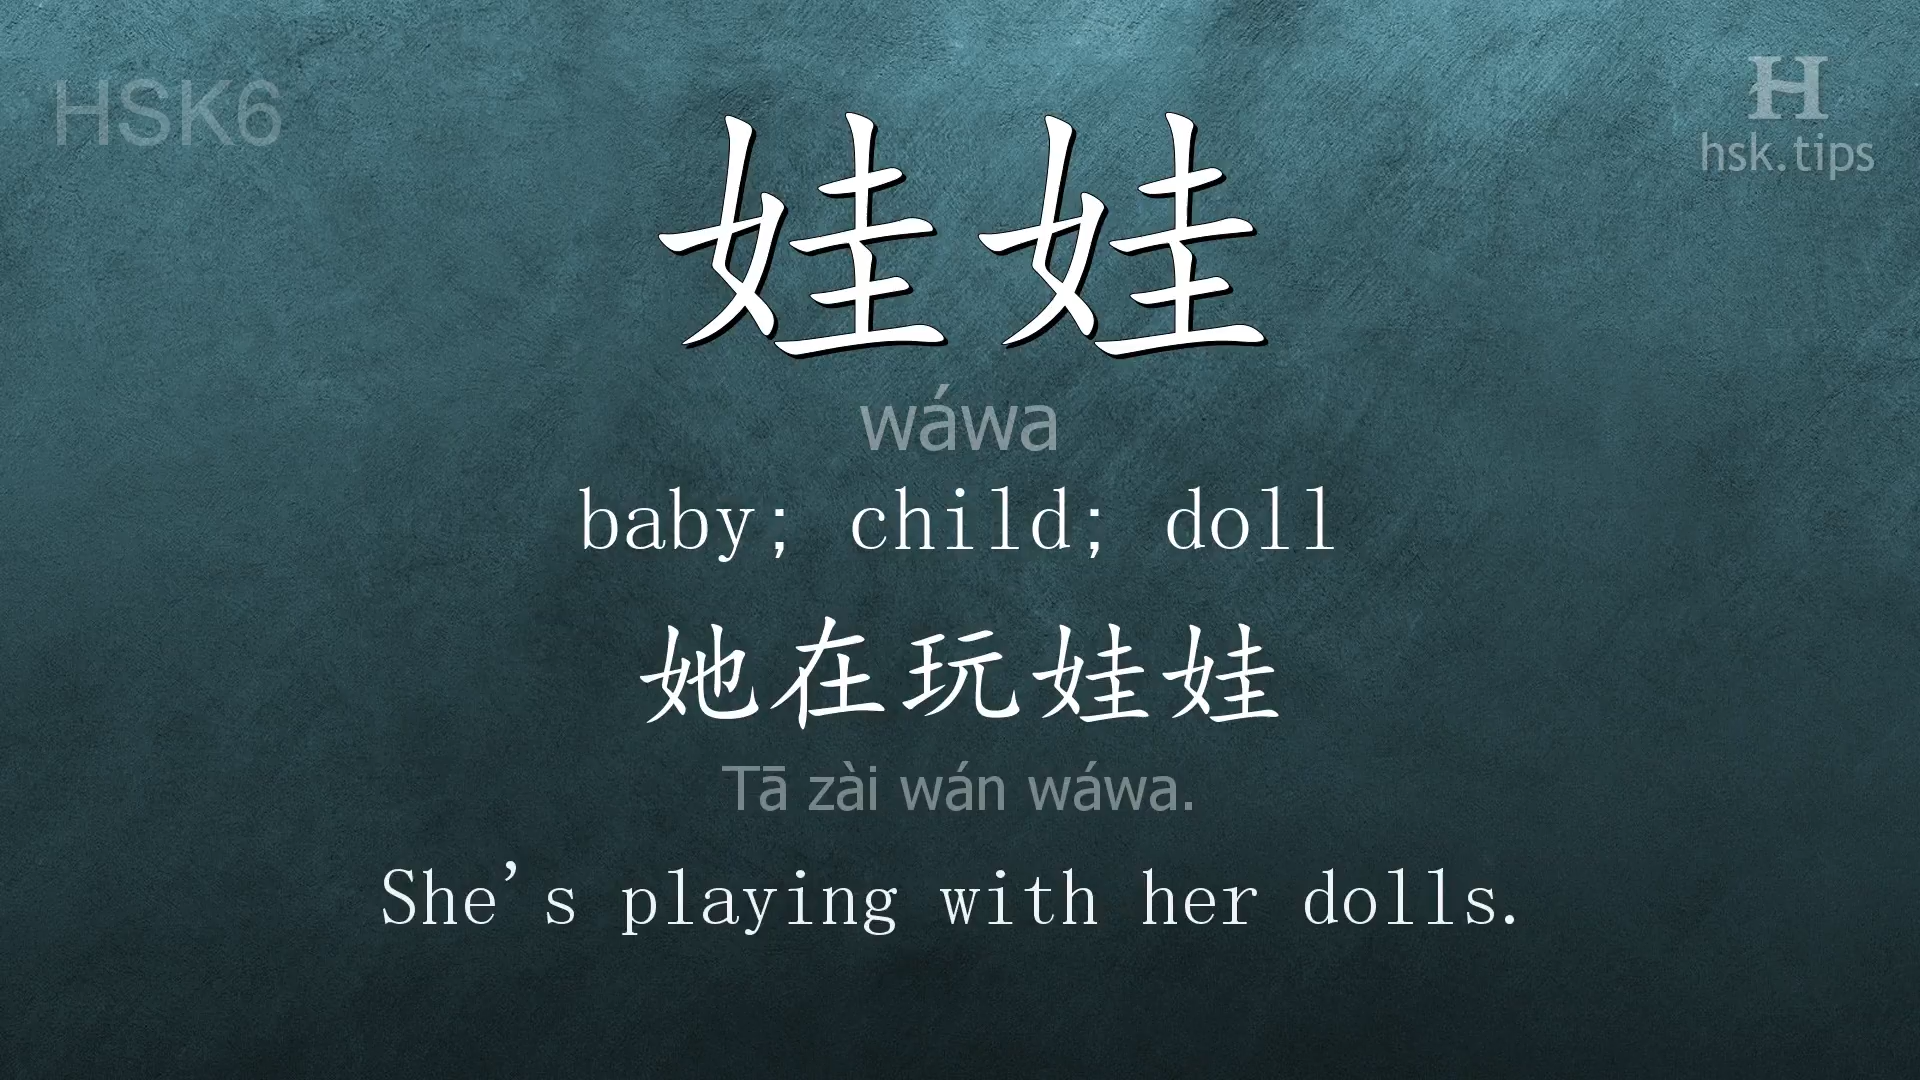 HSK6
H
hsk.tips
娃娃
wáwa
baby; child; doll
她在玩娃娃
Tā zài wán wáwa.
She's playing with her dolls.